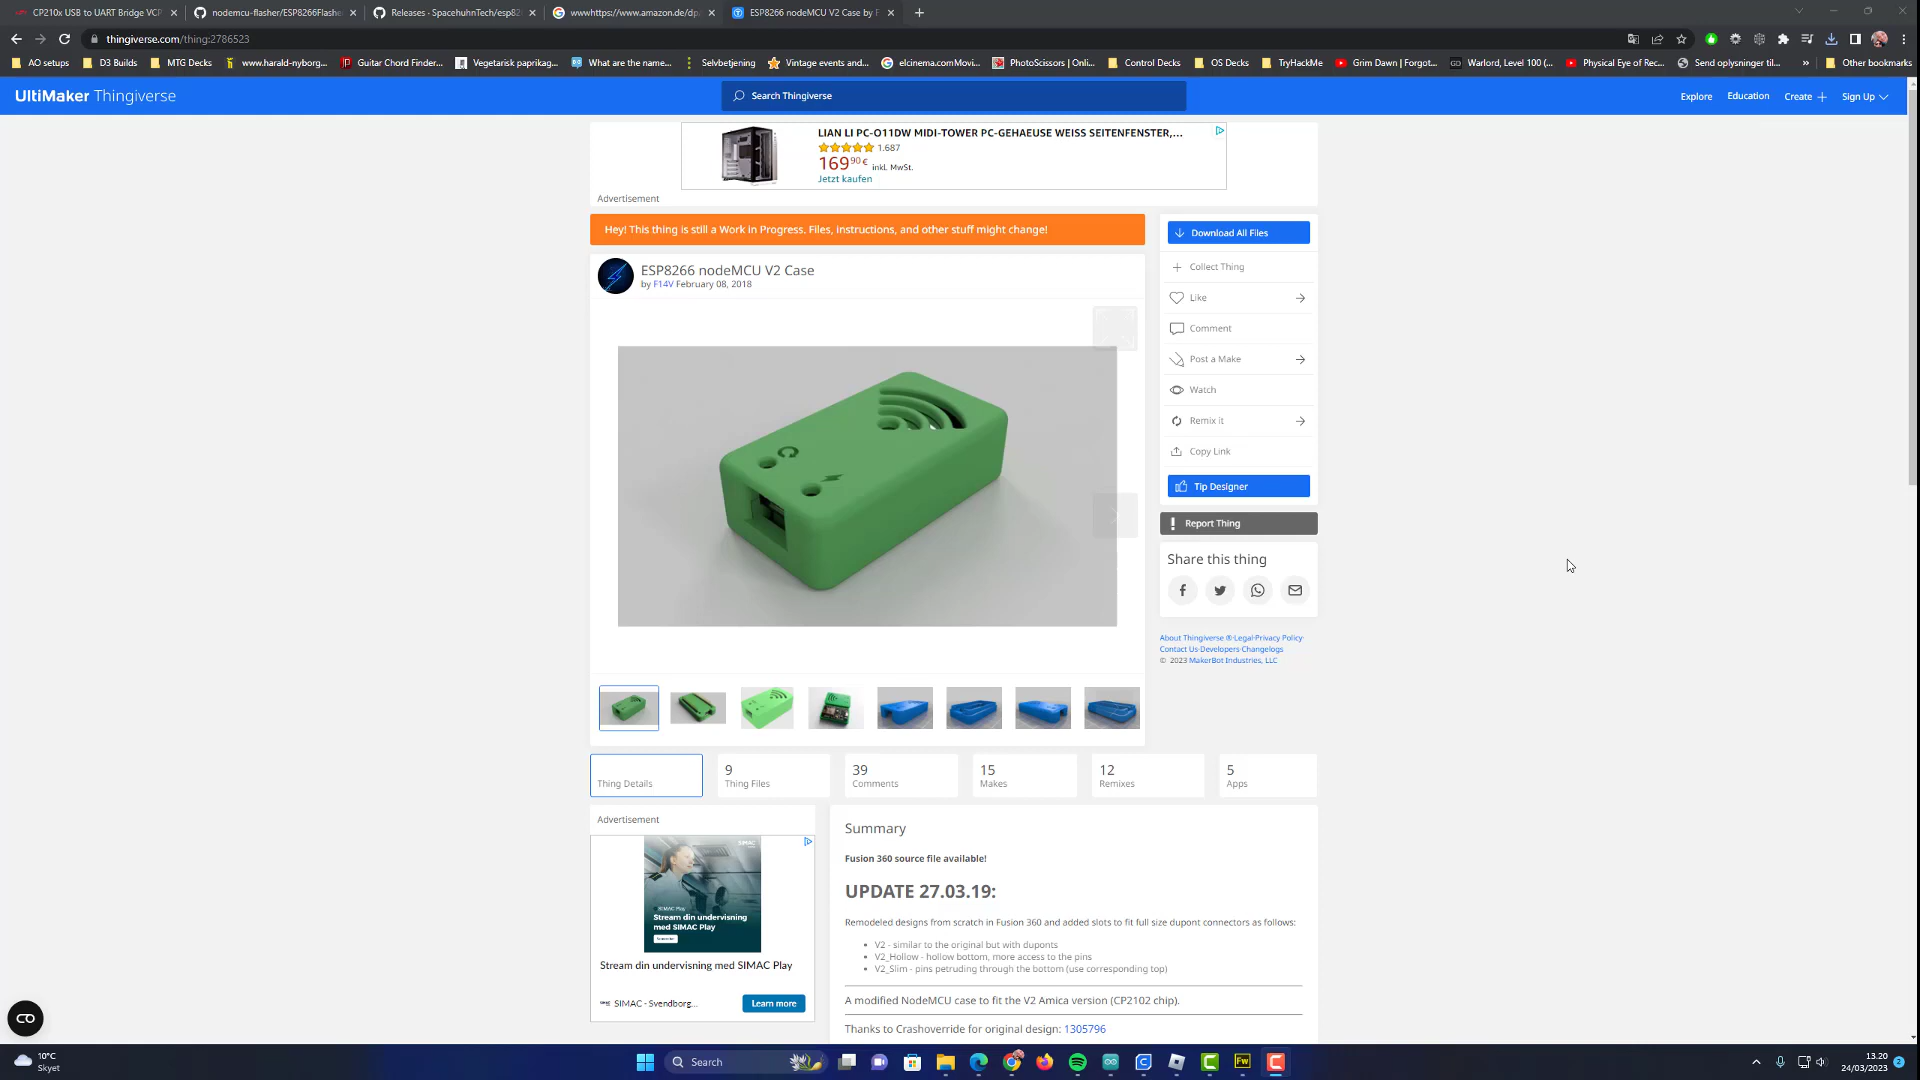 CP210x USB to UART Bridge VCP
nodemcu-flasher/ESP8266Flasher
Releases · SpacehuhnTech/esp82
wwwhttps://www.amazon.de/dp
ESP8266 nodeMCU V2 Case by F
thingiverse.com/thing:2786523
AO setups
D3 Builds
MTG Decks
www.harald-nyborg...
Guitar Chord Finder...
Vegetarisk paprikag...
What are the name...
Selvbetjening
Vintage events and...
elcinema.comMovi...
PhotoScissors | Onli...
Control Decks
OS Decks
TryHackMe
Grim Dawn | Forgot...
Warlord, Level 100 (...
Physical Eye of Rec...
Send oplysninger til...
»
Other bookmarks
UltiMaker Thingiverse
Search Thingiverse
Explore
Education
Create
Sign Up
LIAN LI PC-O11DW MIDI-TOWER PC-GEHAEUSE WEISS SEITENFENSTER,...
1.687
169 90 € inkl. MwSt.
Jetzt kaufen
Advertisement
Hey! This thing is still a Work in Progress. Files, instructions, and other stuff might change!
ESP8266 nodeMCU V2 Case
by F14V February 08, 2018
Download All Files
Collect Thing
Like
Comment
Post a Make
Watch
Remix it
Copy Link
Tip Designer
Report Thing
Share this thing
About Thingiverse ®·Legal·Privacy Policy·
Contact Us·Developers·Changelogs
© 2023 MakerBot Industries, LLC
Thing Details
9
Thing Files
39
Comments
15
Makes
12
Remixes
5
Apps
Advertisement
SIMAC
SIMAC Play
Stream din undervisning
med SIMAC Play
Stream din undervisning med SIMAC Play
SIMAC - Svendborg...
Learn more
Summary
Fusion 360 source file available!
UPDATE 27.03.19:
Remodeled designs from scratch in Fusion 360 and added slots to fit full size dupont connectors as follows:
V2 - similar to the original but with duponts
V2_Hollow - hollow bottom, more access to the pins
V2_Slim - pins petruding through the bottom (use corresponding top)
A modified NodeMCU case to fit the V2 Amica version (CP2102 chip).
Thanks to Crashoverride for original design: 1305796
10°C
Skyet
Search
Fw
13.20
24/03/2023
2